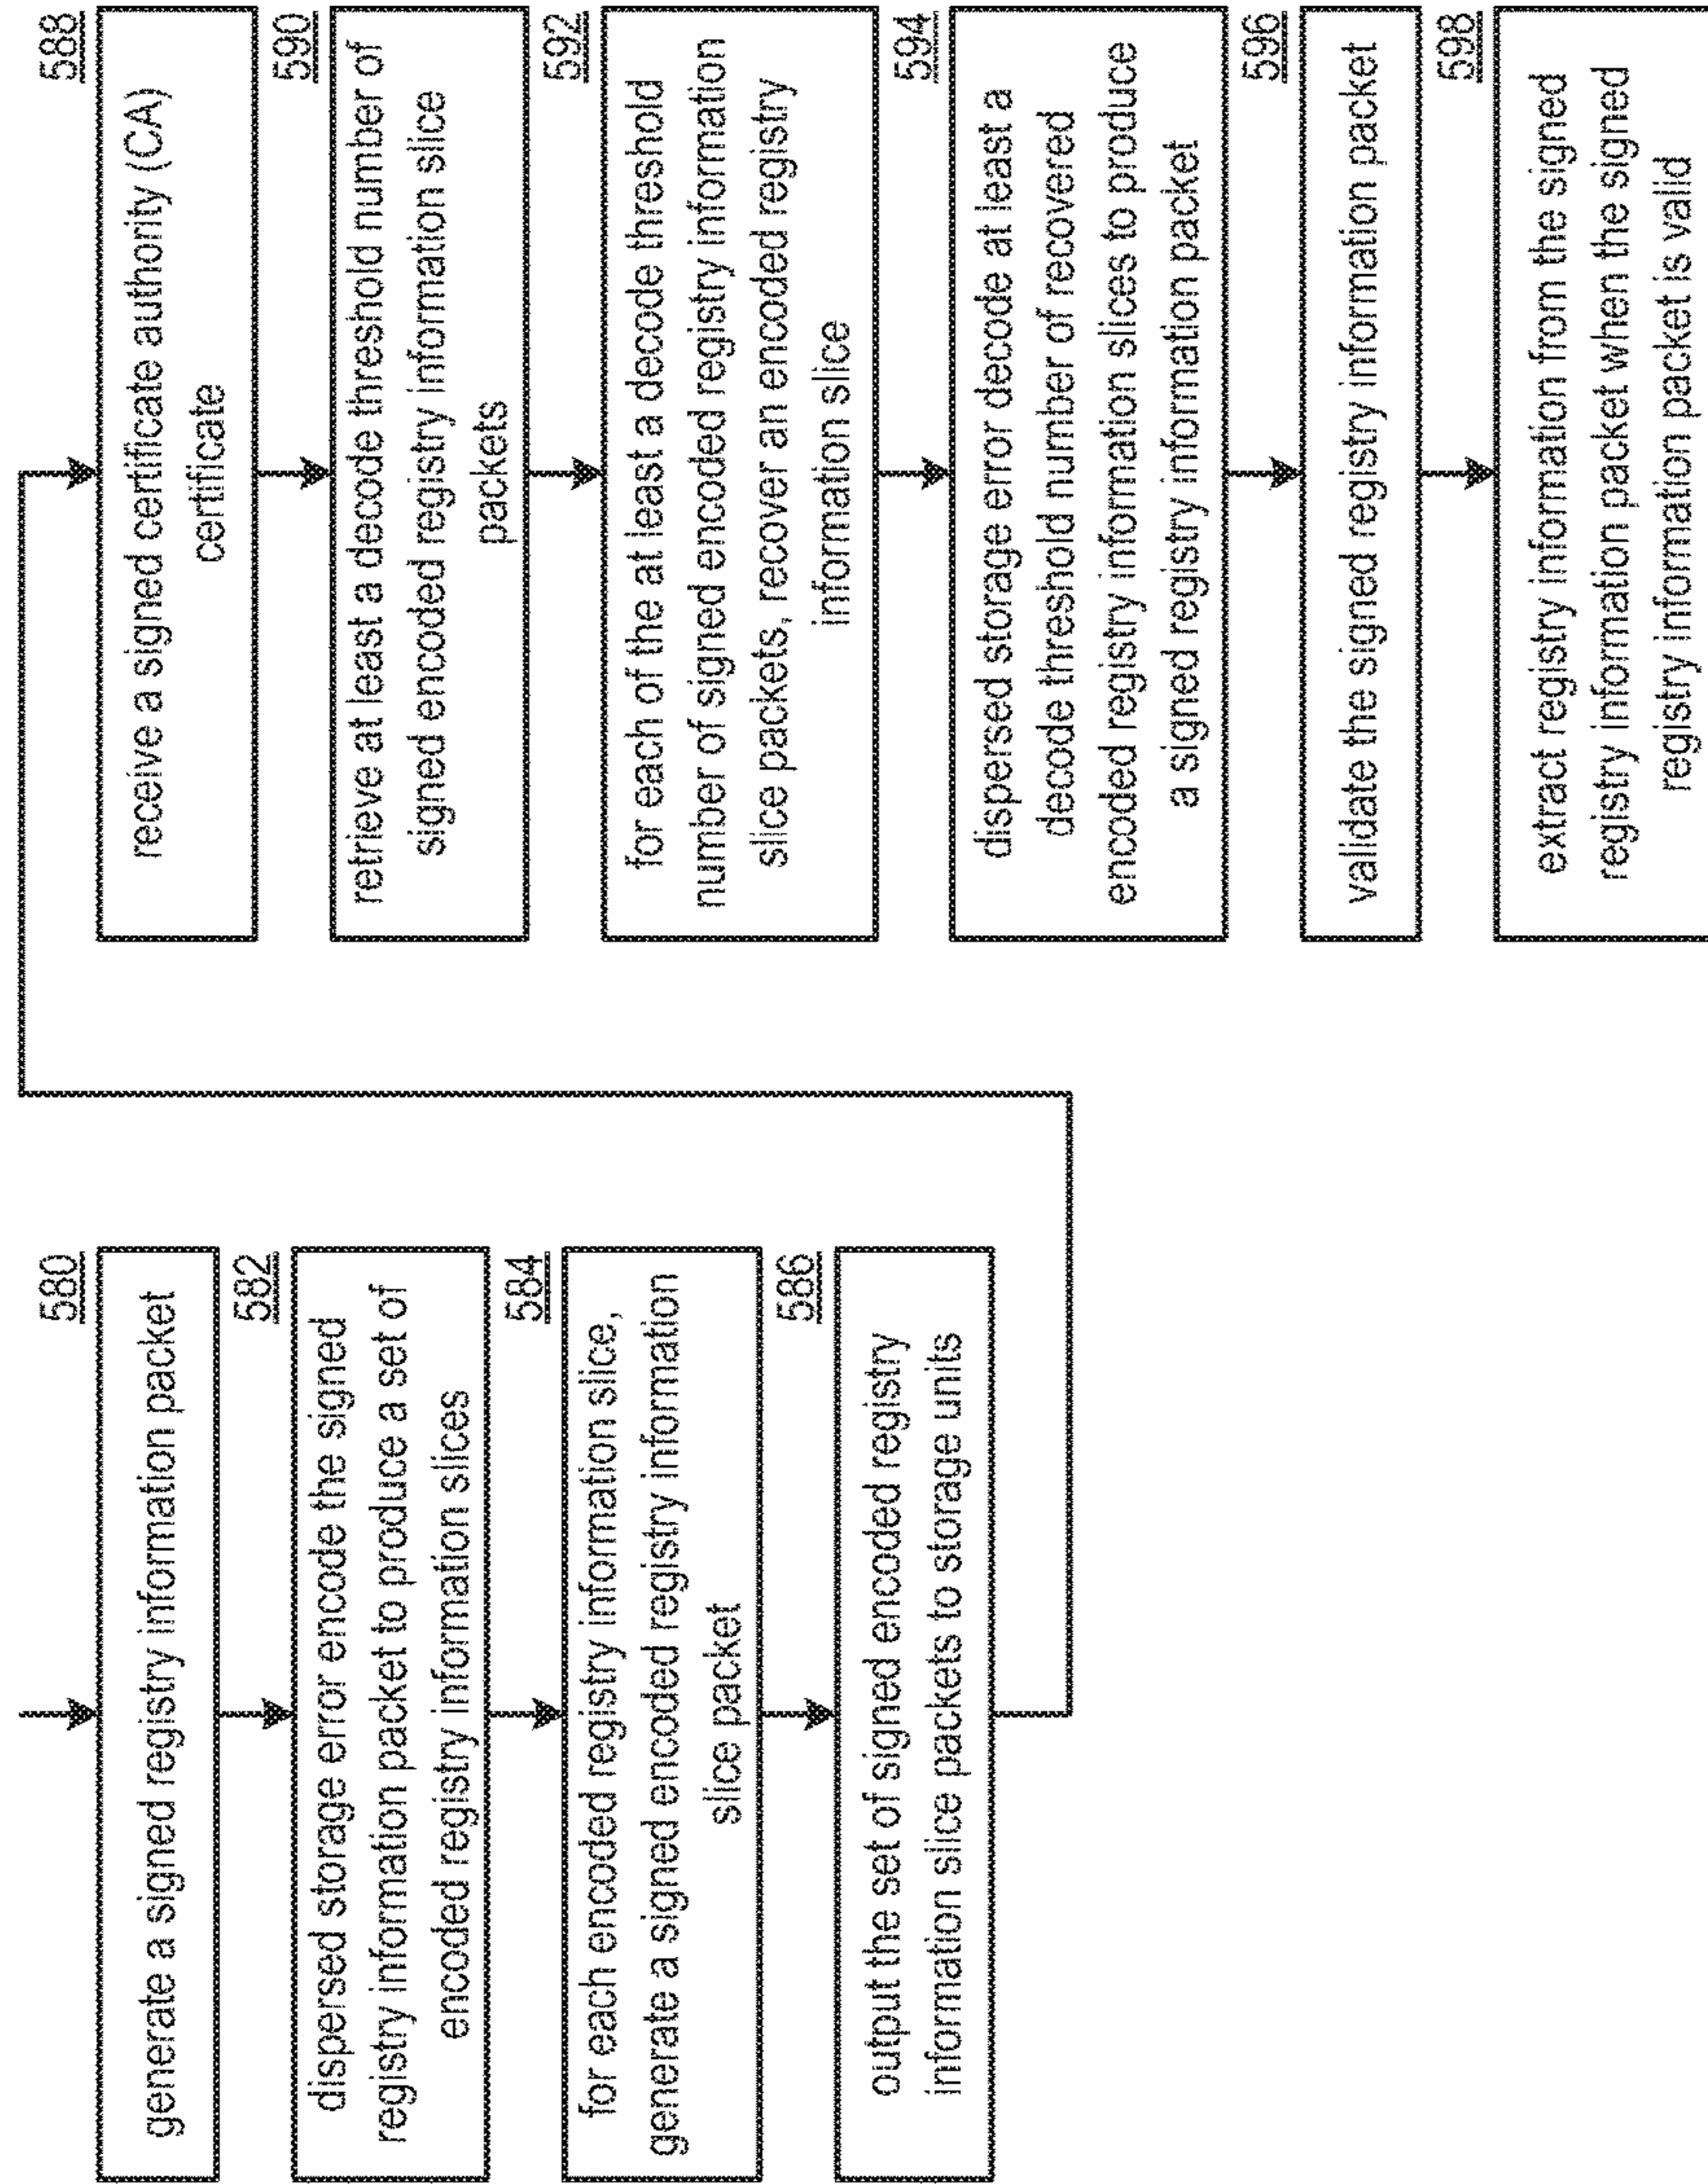 580
generate a signed registry information packet
582
dispersed storage error encode the signed
registry information packet to produce a set of
encoded registry information slices
584
for each encoded registry information slice,
generate a signed encoded registry information
slice packet
586
output the set of signed encoded registry
information slice packets to storage units
588
receive a signed certificate authority (CA)
certificate
590
retrieve at least a decode threshold number of
signed encoded registry information slice
packets
592
for each of the at least a decode threshold
number of signed encoded registry information
slice packets, recover an encoded registry
information slice
594
dispersed storage error decode at least a
decode threshold number of recovered
encoded registry information slices to produce
a signed registry information packet
596
validate the signed registry information packet
598
extract registry information from the signed
registry information packet when the signed
registry information packet is valid